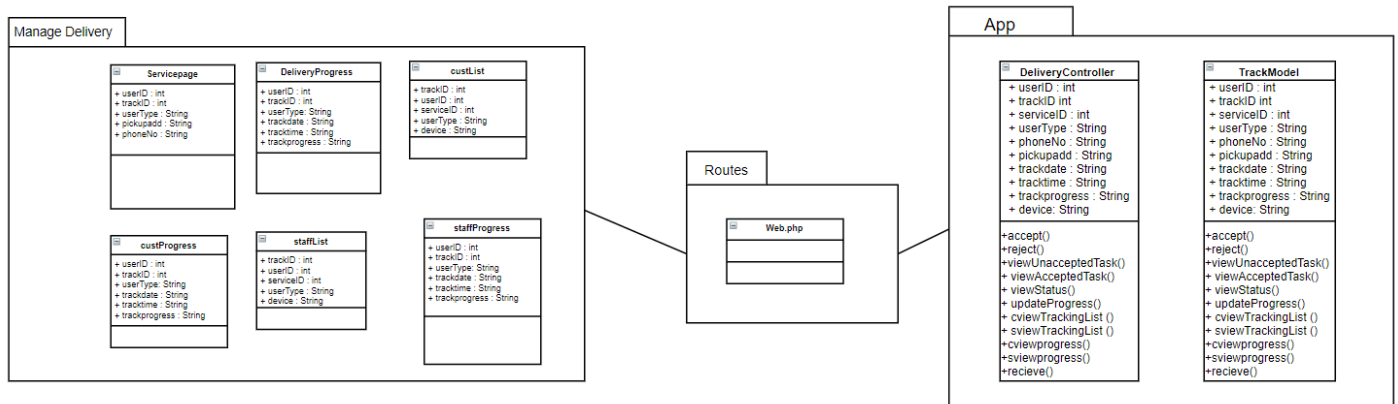 Manage Delivery
Servicepage
+ userID : int
+ trackID : int
+ userType : String
+ pickupadd : String
+ phoneNo : String
DeliveryProgress
+ userID : int
+ trackID : int
+ userType: String
+ trackdate : String
+ tracktime : String
+ trackprogress : String
custList
+ trackID : int
+ userID : int
+ serviceID : int
+ userType : String
+ device : String
custProgress
+ userID : int
+ trackID : int
+ userType: String
+ trackdate : String
+ tracktime : String
+ trackprogress : String
staffList
+ trackID : int
+ userID : int
+ serviceID : int
+ userType : String
+ device : String
staffProgress
+ userID : int
+ trackID : int
+ userType: String
+ trackdate : String
+ tracktime : String
+ trackprogress : String
Routes
Web.php
App
DeliveryController
+ userID : int
+ trackID int
+ serviceID : int
+ userType : String
+ phoneNo : String
+ pickupadd : String
+ trackdate : String
+ tracktime : String
+ trackprogress : String
+ device: String
+accept()
+reject()
+viewUnacceptedTask()
+ viewAcceptedTask()
+ viewStatus()
+ updateProgress()
+ cviewTrackingList ()
+ sviewTrackingList ()
+cviewprogress()
+sviewprogress()
+recieve()
TrackModel
+ userID : int
+ trackID int
+ serviceID : int
+ userType : String
+ phoneNo : String
+ pickupadd : String
+ trackdate : String
+ tracktime : String
+ trackprogress : String
+ device: String
+accept()
+reject()
+viewUnacceptedTask()
+ viewAcceptedTask()
+ viewStatus()
+ updateProgress()
+ cviewTrackingList ()
+ sviewTrackingList ()
+cviewprogress()
+sviewprogress()
+recieve()